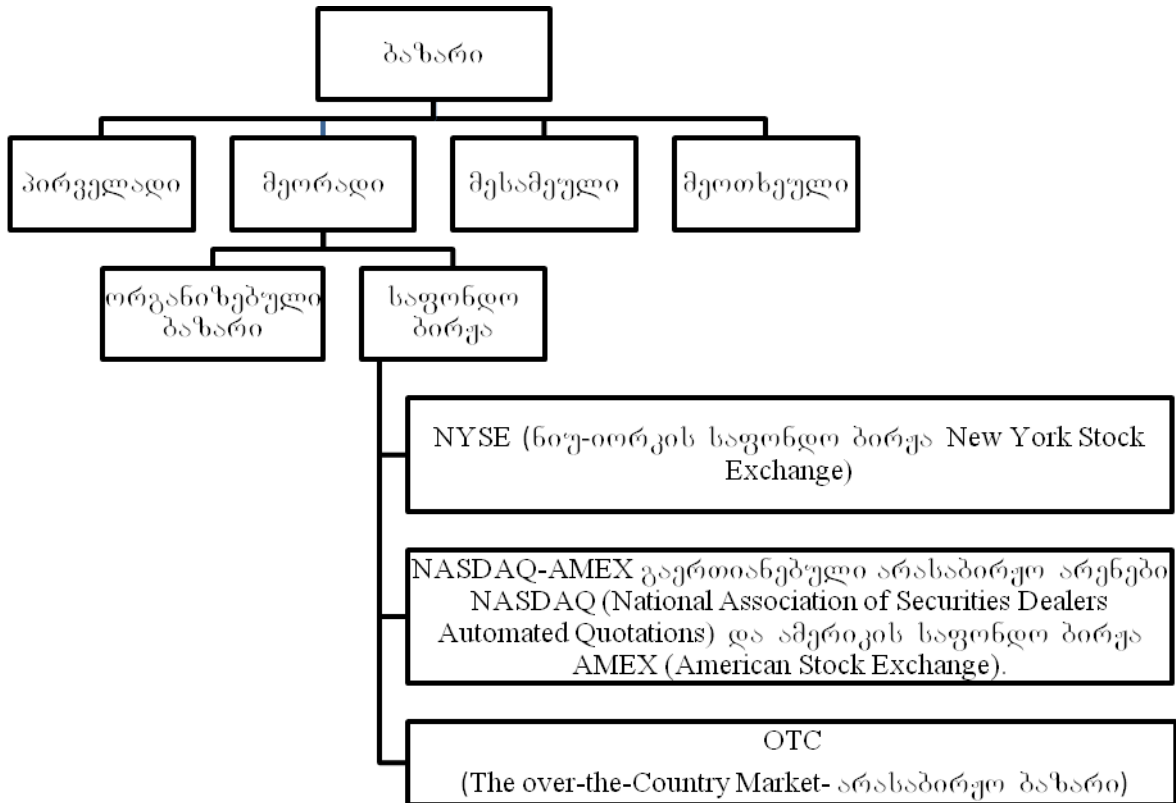 ბაზარი
პირველადი
მეორადი
მესამეული
მეოთხეული
ორგანიზებული
ბაზარი
საფონდო
ბირჟა
NYSE (ნიუ-იორკის საფონდო ბირჟა New York Stock
Exchange)
NASDAQ-AMEX გაერთიანებული არასაბირჟო არენები
NASDAQ (National Association of Securities Dealers
Automated Quotations) და ამერიკის საფონდო ბირჟა
AMEX (American Stock Exchange).
OTC
(The over-the-Country Market- არასაბირჟო ბაზარი)